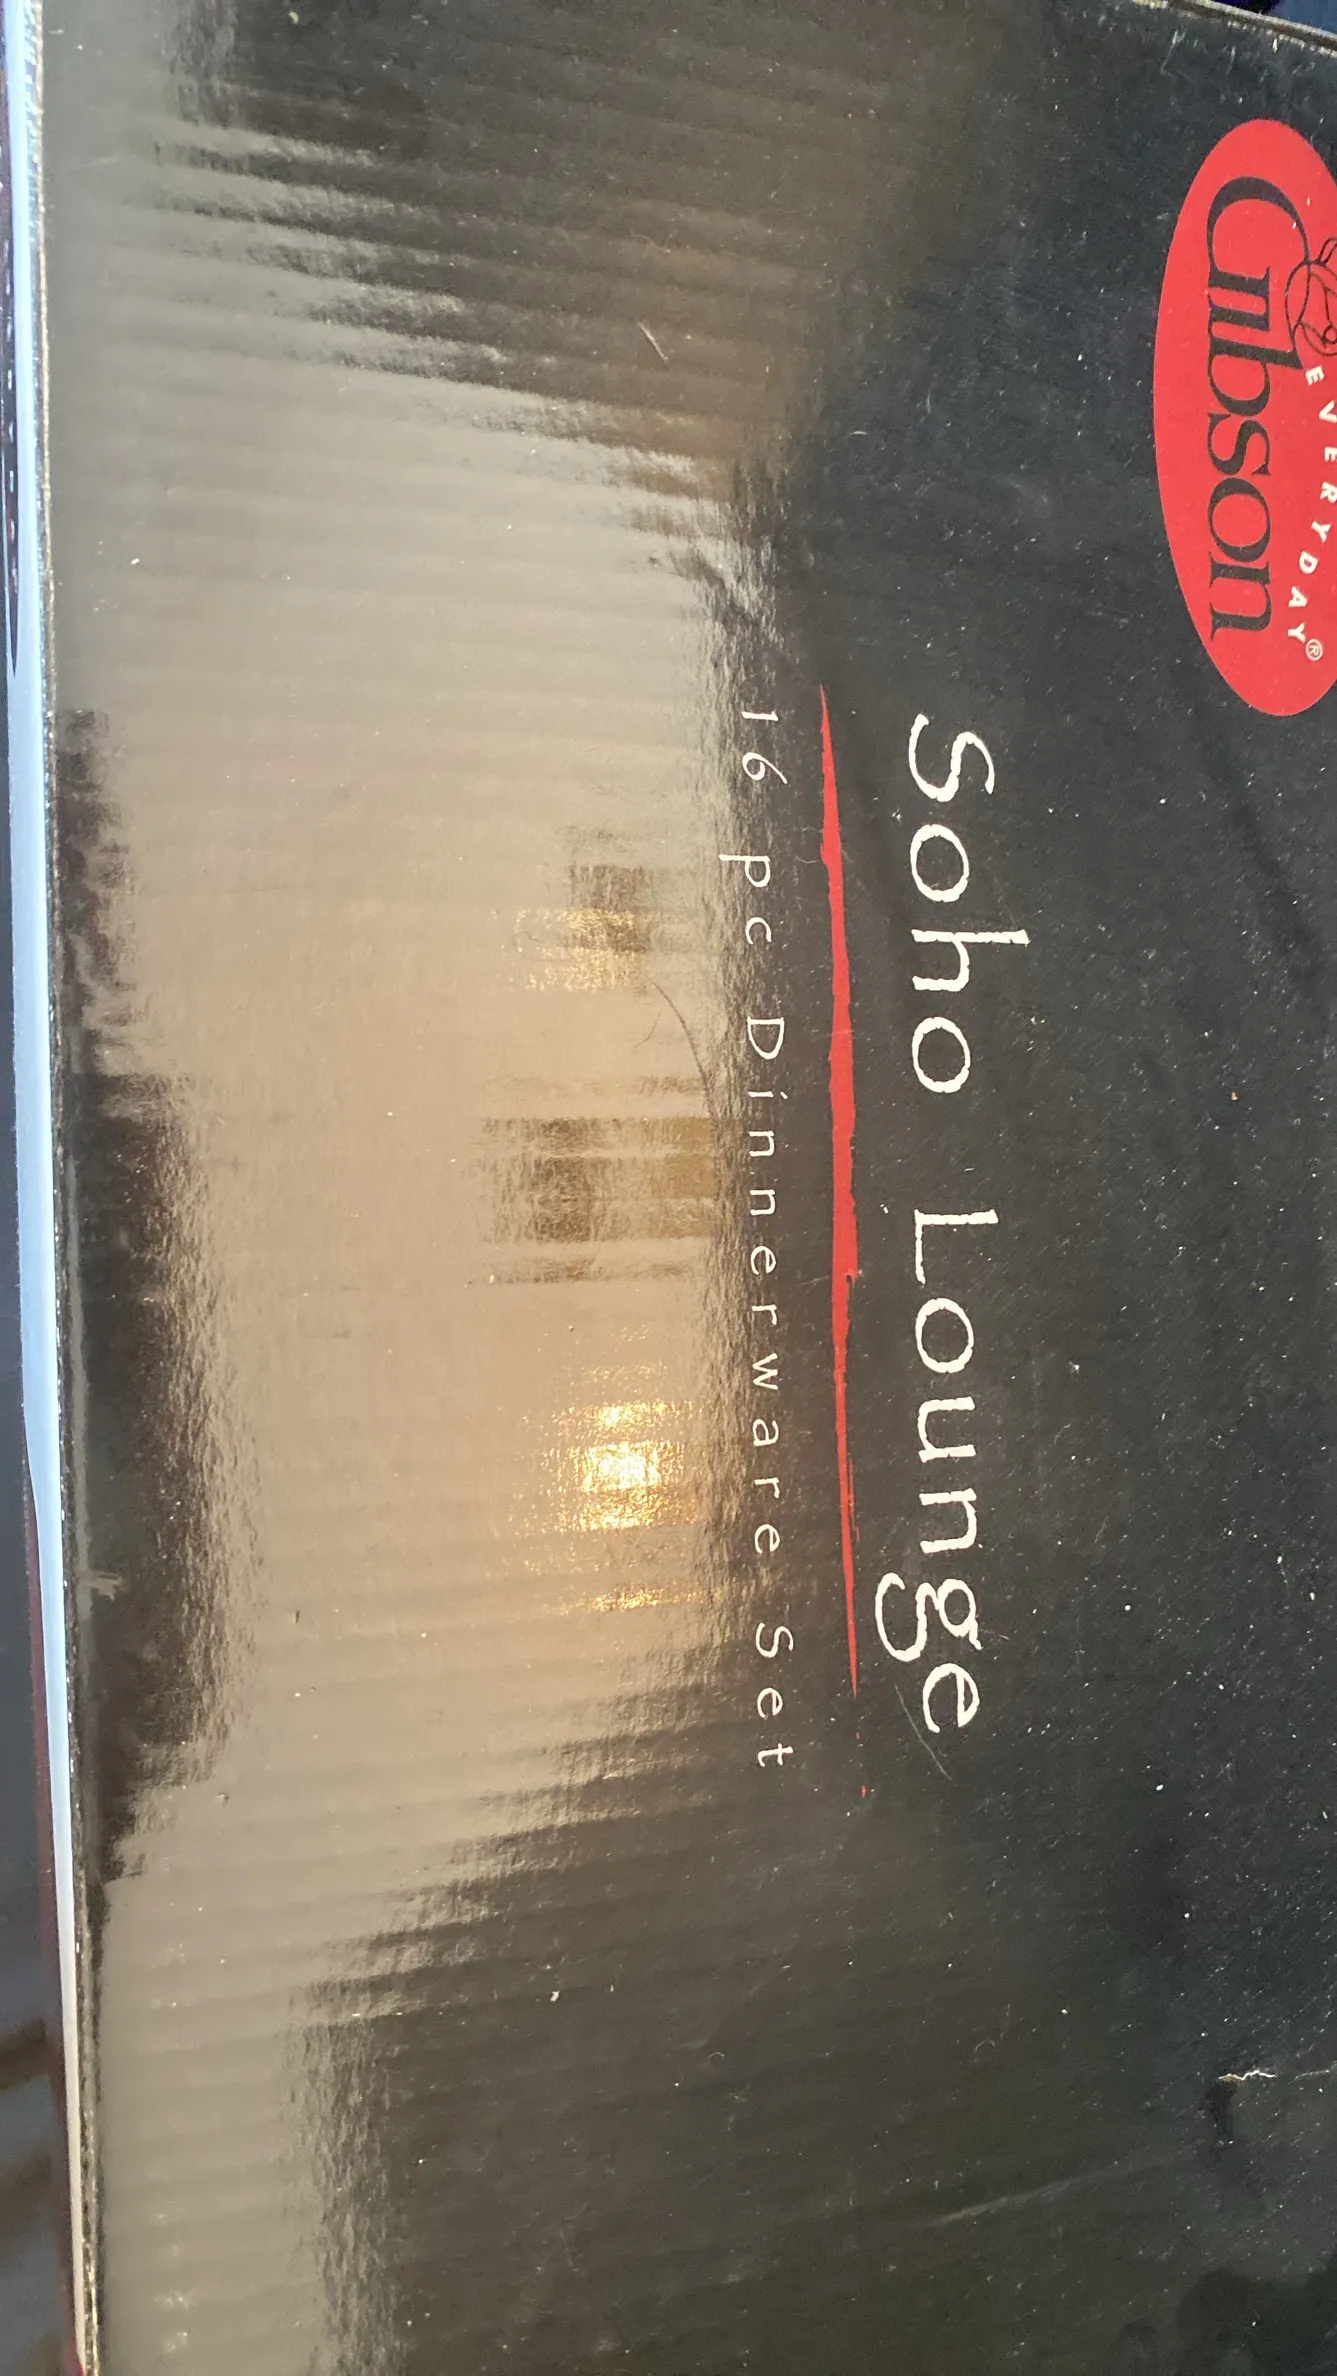 Gibson
EVERYDAY®
Soho Lounge
16 pc Dinnerware Set